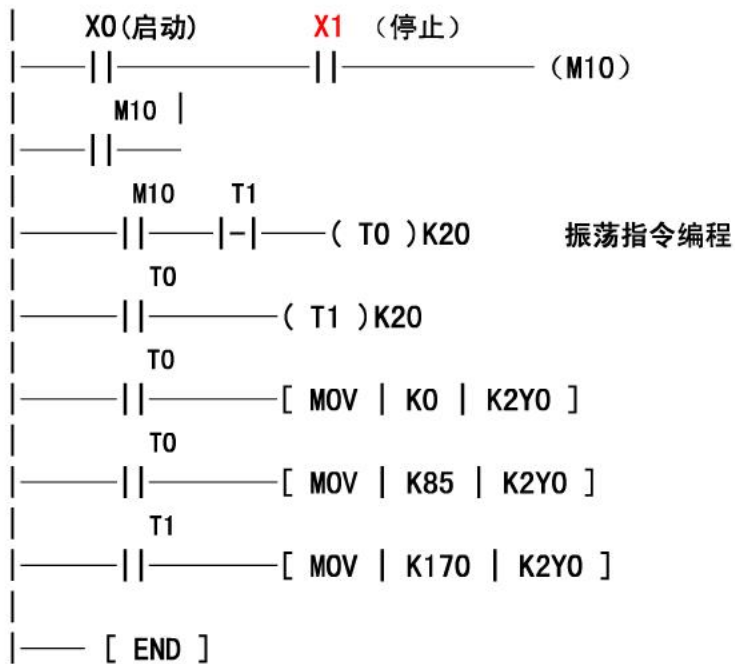 X0(启动) X1 (停止)
(M10)
M10
M10 T1
( T0 )K20 振荡指令编程
T0
( T1 )K20
T0
[ MOV | K0 | K2Y0 ]
T0
[ MOV | K85 | K2Y0 ]
T1
[ MOV | K170 | K2Y0 ]
[ END ]